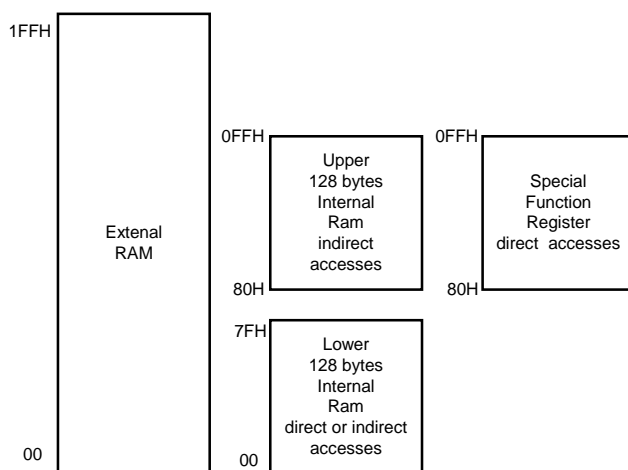 1FFH
Extenal
RAM
00
0FFH
Upper
128 bytes
Internal
Ram
indirect
accesses
80H
7FH
Lower
128 bytes
Internal
Ram
direct or indirect
accesses
00
0FFH
Special
Function
Register
direct accesses
80H